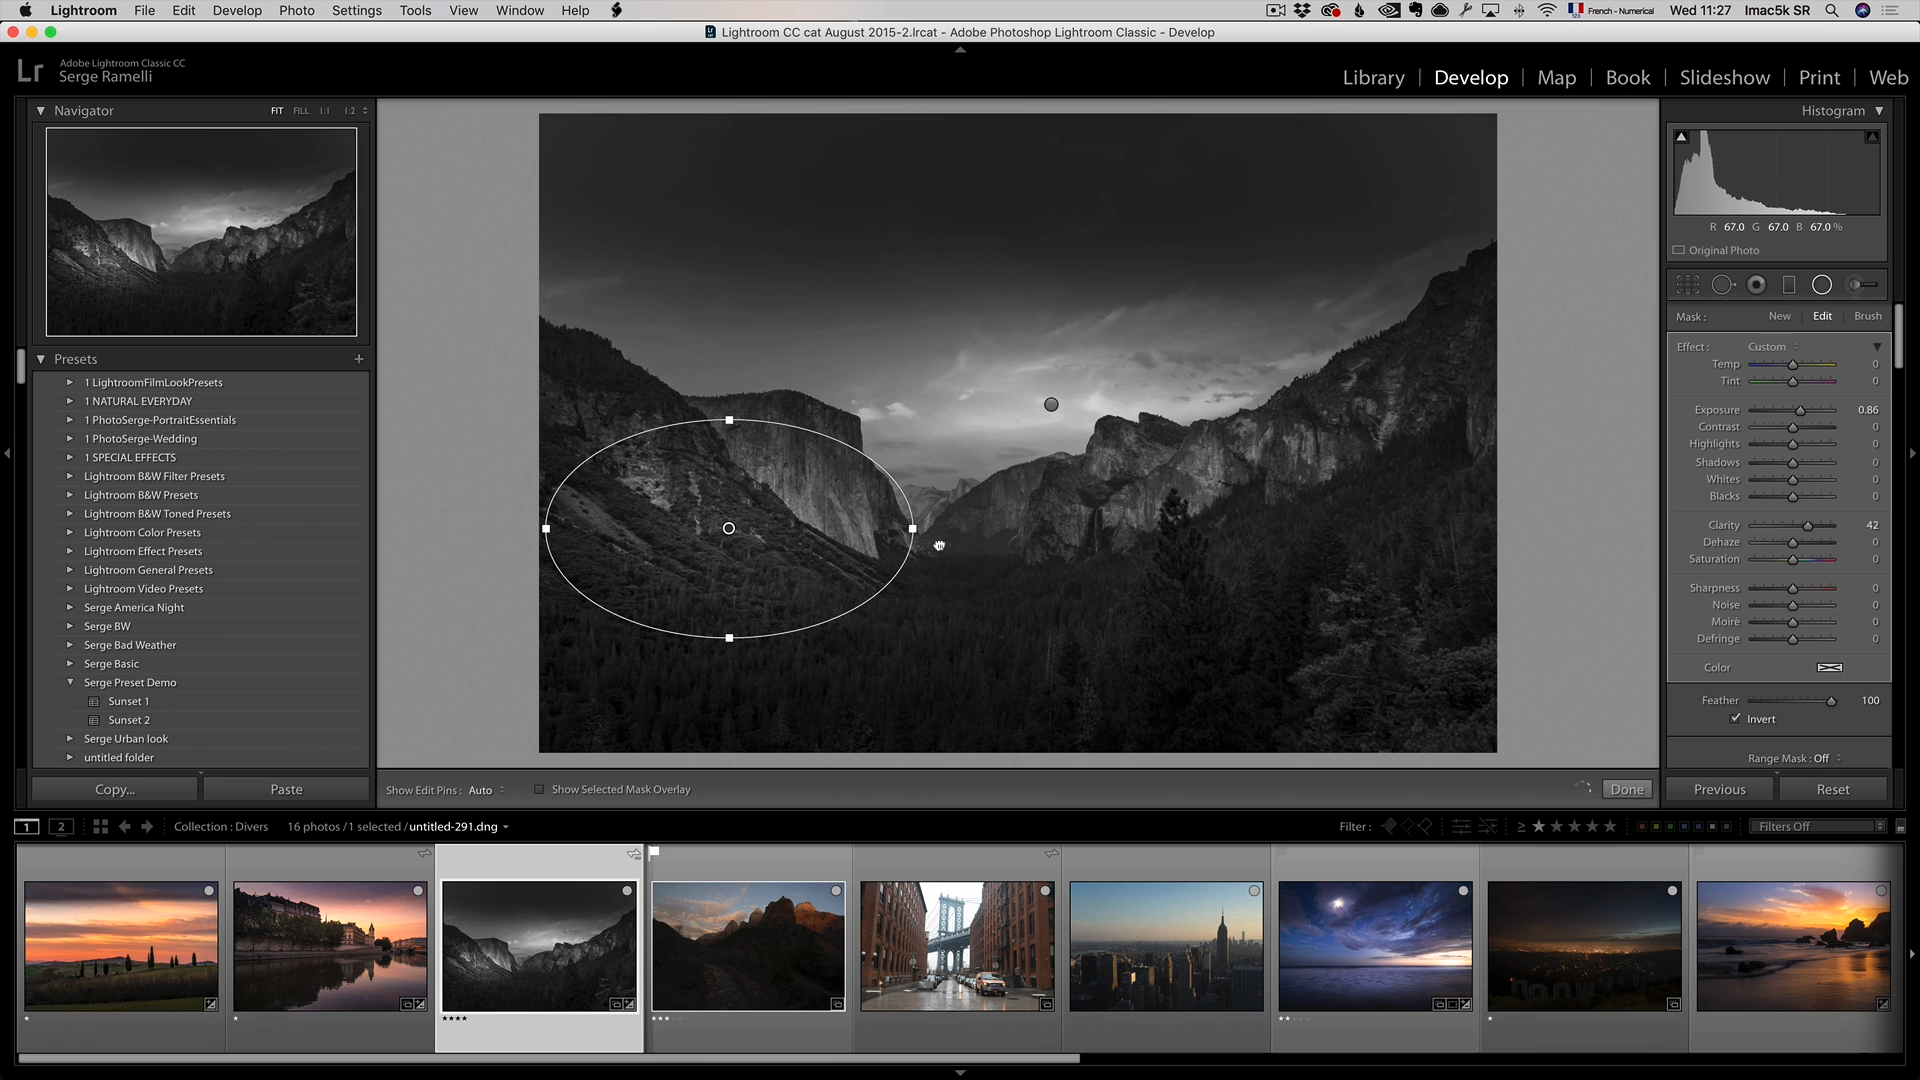 Lightroom File Edit Develop Photo Settings Tools View Window Help
French - Numerical Wed 11:27 Imac5k SR
Lightroom CC cat August 2015-2.lrcat - Adobe Photoshop Lightroom Classic - Develop
Lr
Adobe Lightroom Classic CC
Serge Ramelli
Library | Develop | Map | Book | Slideshow | Print | Web
Navigator FIT FILL 1:1 1:2
Presets +
1 LightroomFilmLookPresets
1 NATURAL EVERYDAY
1 PhotoSerge-PortraitEssentials
1 PhotoSerge-Wedding
1 SPECIAL EFFECTS
Lightroom B&W Filter Presets
Lightroom B&W Presets
Lightroom B&W Toned Presets
Lightroom Color Presets
Lightroom Effect Presets
Lightroom General Presets
Lightroom Video Presets
Serge America Night
Serge BW
Serge Bad Weather
Serge Basic
Serge Preset Demo
Sunset 1
Sunset 2
Serge Urban look
untitled folder
Copy... Paste
Show Edit Pins : Auto Show Selected Mask Overlay Done
Histogram
R 67.0 G 67.0 B 67.0 %
Original Photo
Mask : New Edit Brush
Effect : Custom
Temp 0
Tint 0
Exposure 0.86
Contrast 0
Highlights 0
Shadows 0
Whites 0
Blacks 0
Clarity 42
Dehaze 0
Saturation 0
Sharpness 0
Noise 0
Moiré 0
Defringe 0
Color
Feather 100
Invert
Range Mask : Off
Previous Reset
1 2 Collection : Divers 16 photos / 1 selected / untitled-291.dng Filter : ≥ ★★★★★ Filters Off